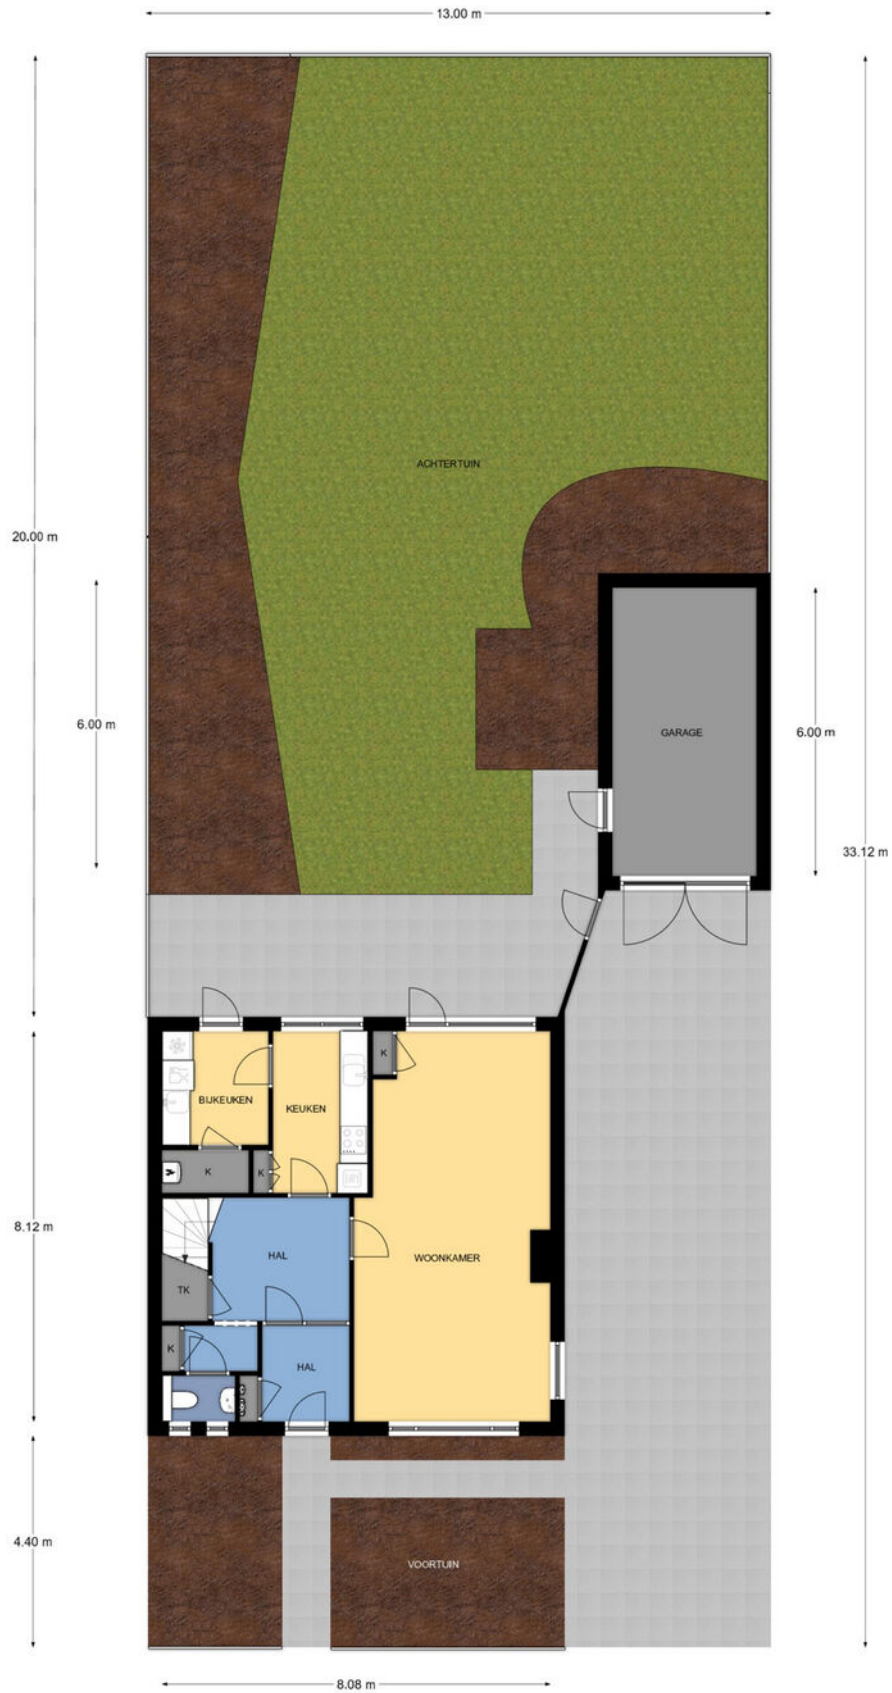 13.00 m
ACHTERTUIN
20.00 m
6.00 m
GARAGE
6.00 m
33.12 m
K
BIJKEUKEN
KEUKEN
K
K
8.12 m
HAL
WOONKAMER
TK
K
HAL
4.40 m
VOORTUIN
8.08 m